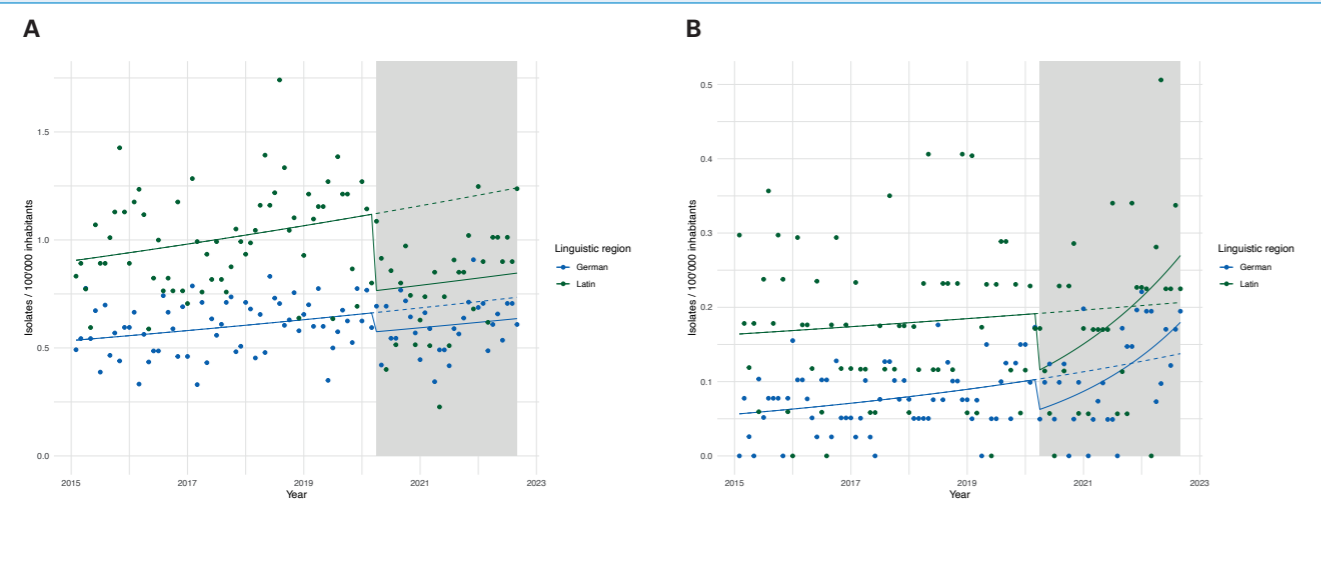 A
Isolates / 100'000 inhabitants
1.5
1.0
0.5
0.0
2015
2017
2019
2021
2023
Year
Linguistic region
German
Latin
B
Isolates / 100'000 inhabitants
0.5
0.4
0.3
0.2
0.1
0.0
2015
2017
2019
2021
2023
Year
Linguistic region
German
Latin